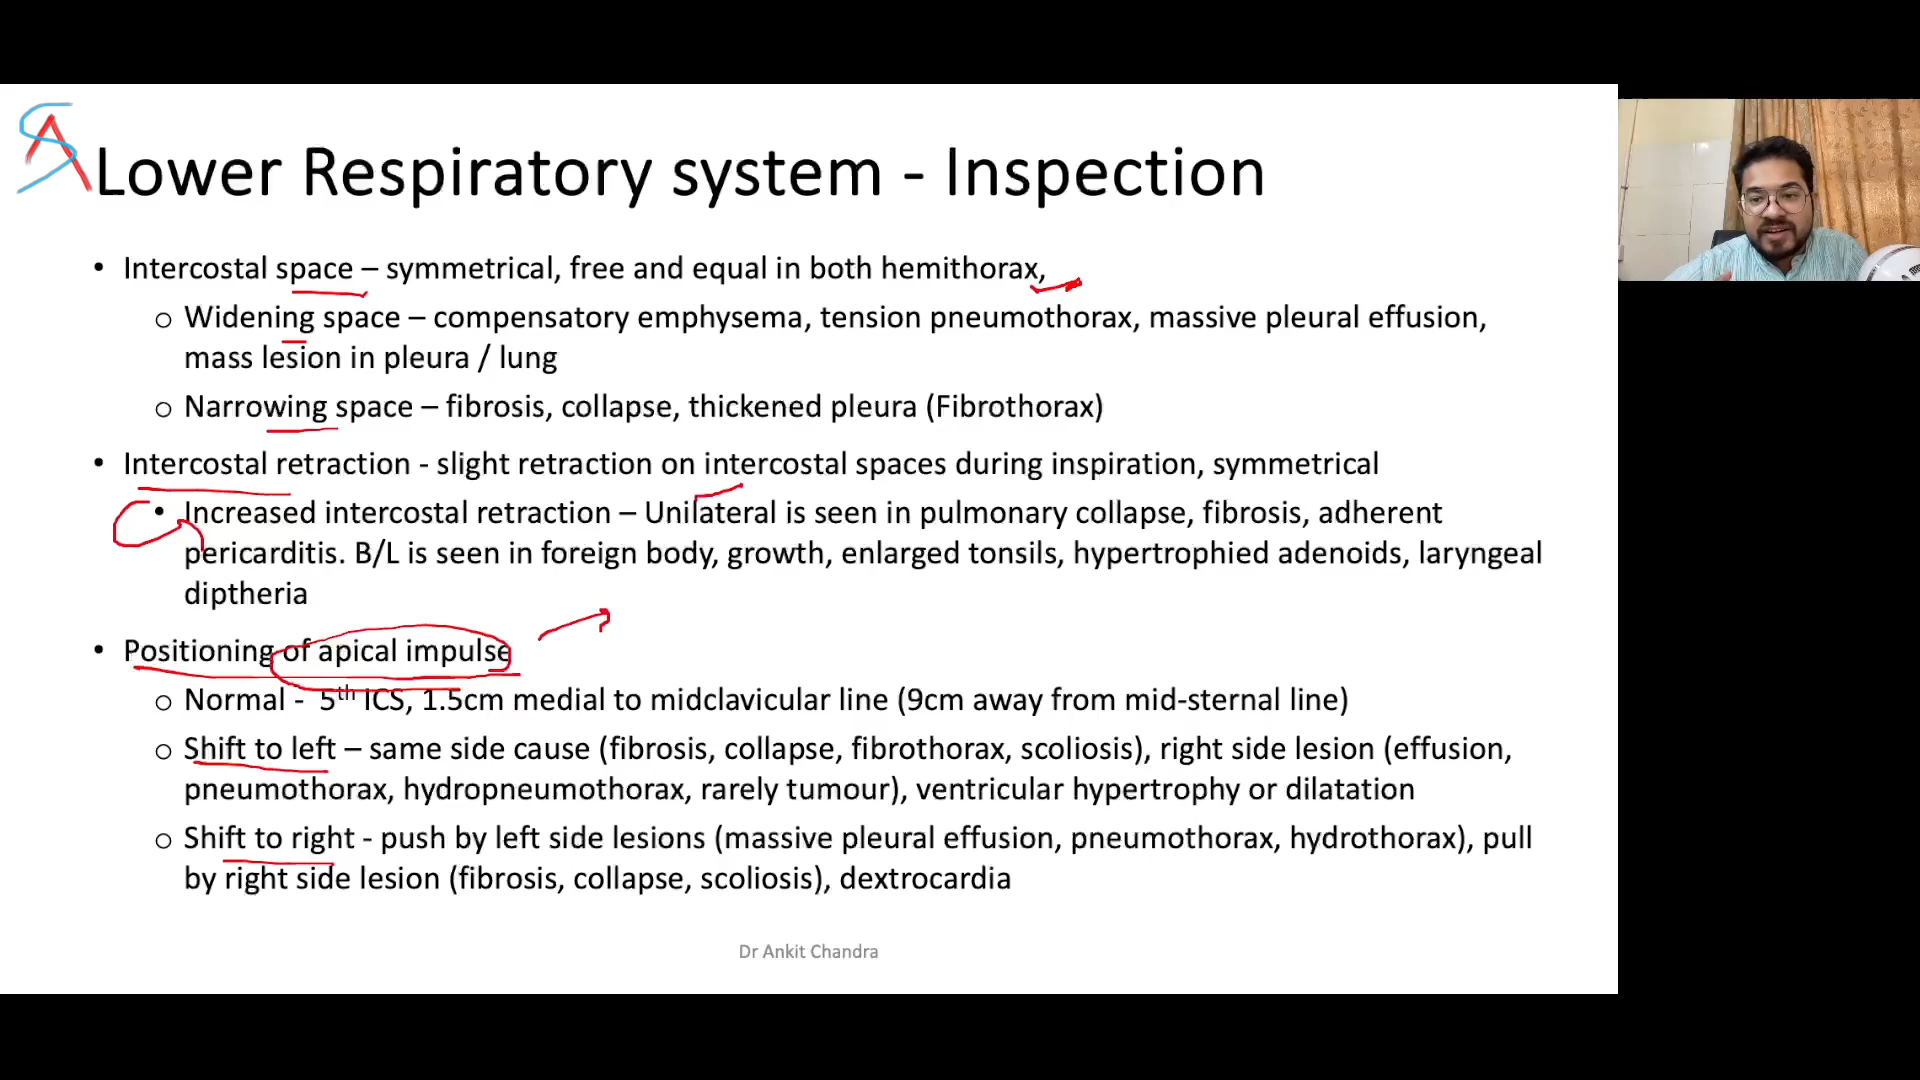 Lower Respiratory system - Inspection
• Intercostal space – symmetrical, free and equal in both hemithorax,
o Widening space – compensatory emphysema, tension pneumothorax, massive pleural effusion,
mass lesion in pleura / lung
o Narrowing space – fibrosis, collapse, thickened pleura (Fibrothorax)
• Intercostal retraction - slight retraction on intercostal spaces during inspiration, symmetrical
• Increased intercostal retraction – Unilateral is seen in pulmonary collapse, fibrosis, adherent
pericarditis. B/L is seen in foreign body, growth, enlarged tonsils, hypertrophied adenoids, laryngeal
diptheria
• Positioning of apical impulse
o Normal - 5th ICS, 1.5cm medial to midclavicular line (9cm away from mid-sternal line)
o Shift to left – same side cause (fibrosis, collapse, fibrothorax, scoliosis), right side lesion (effusion,
pneumothorax, hydropneumothorax, rarely tumour), ventricular hypertrophy or dilatation
o Shift to right - push by left side lesions (massive pleural effusion, pneumothorax, hydrothorax), pull
by right side lesion (fibrosis, collapse, scoliosis), dextrocardia
Dr Ankit Chandra